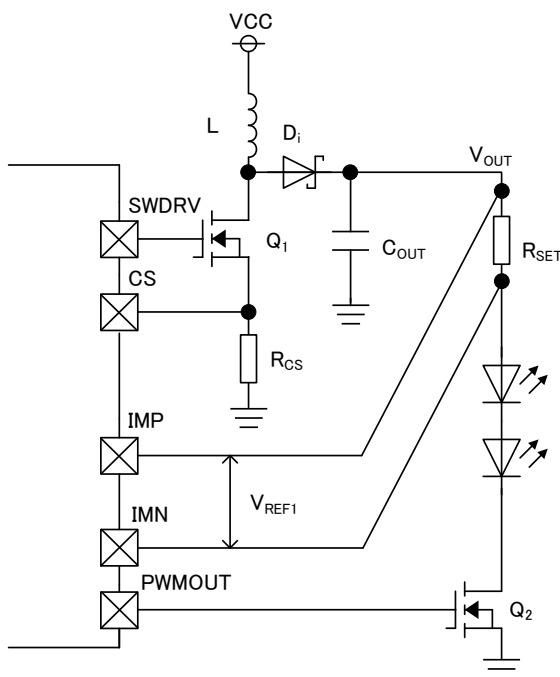 VCC
L
Di
VOUT
SWDRV
Q1
COUT
RSET
CS
RCS
IMP
VREF1
IMN
PWMOUT
Q2